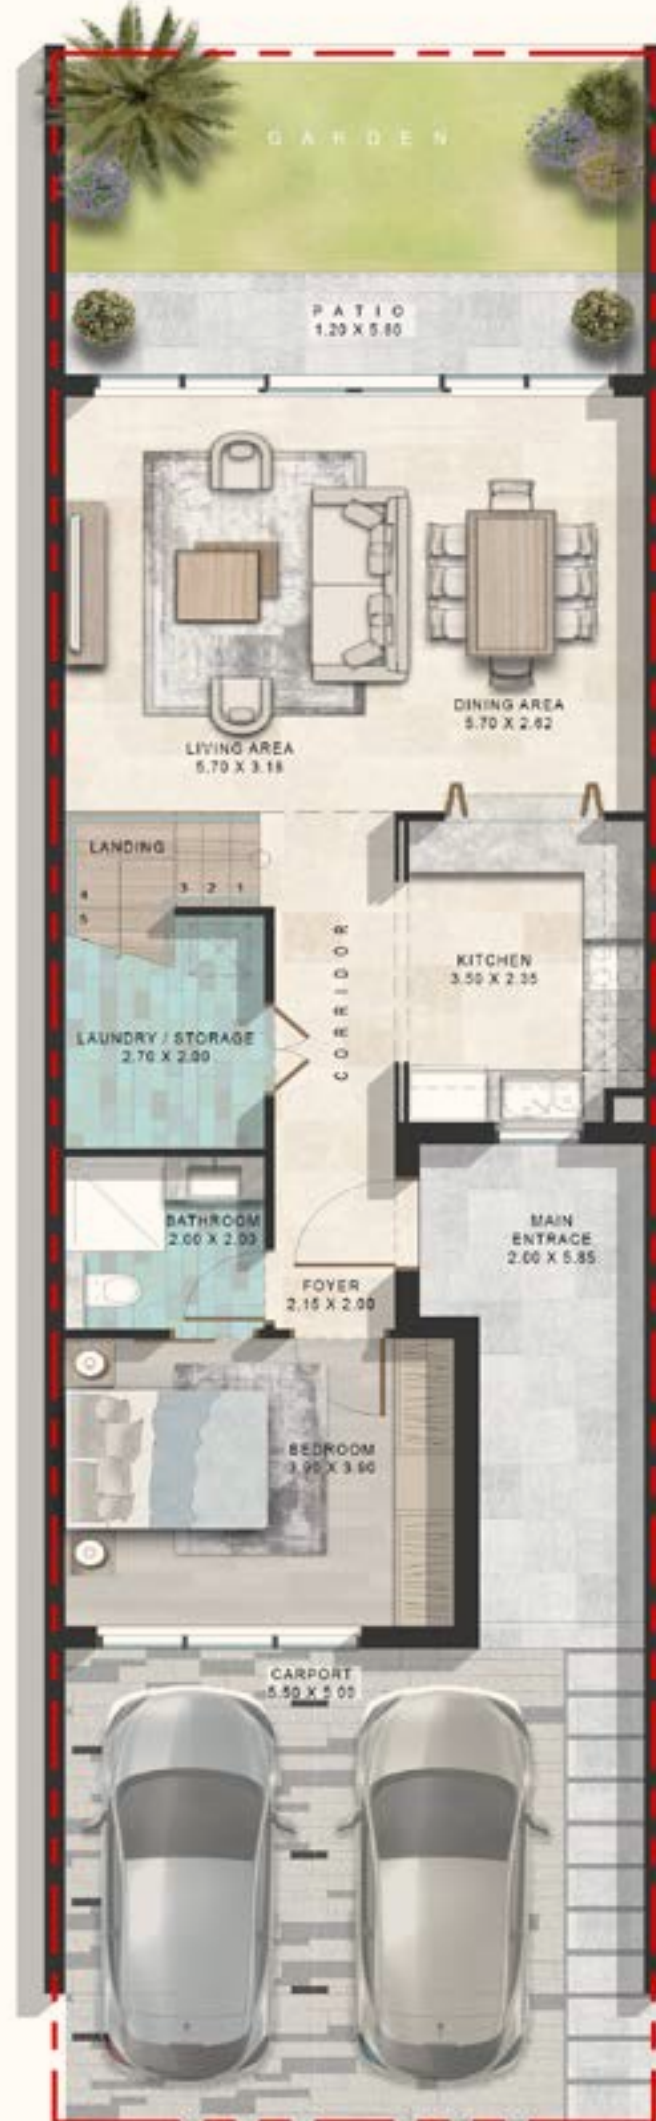 GARDEN
PATIO
1.20 X 5.80
LIVING AREA
5.70 X 3.18
DINING AREA
5.70 X 2.62
LANDING
3 2 1
4
5
CORRIDOR
KITCHEN
3.50 X 2.35
LAUNDRY / STORAGE
2.70 X 2.00
BATHROOM
2.00 X 2.00
MAIN
ENTRACE
2.00 X 5.85
FOYER
2.15 X 2.00
BEDROOM
3.90 X 3.90
CARPORT
5.50 X 5.00